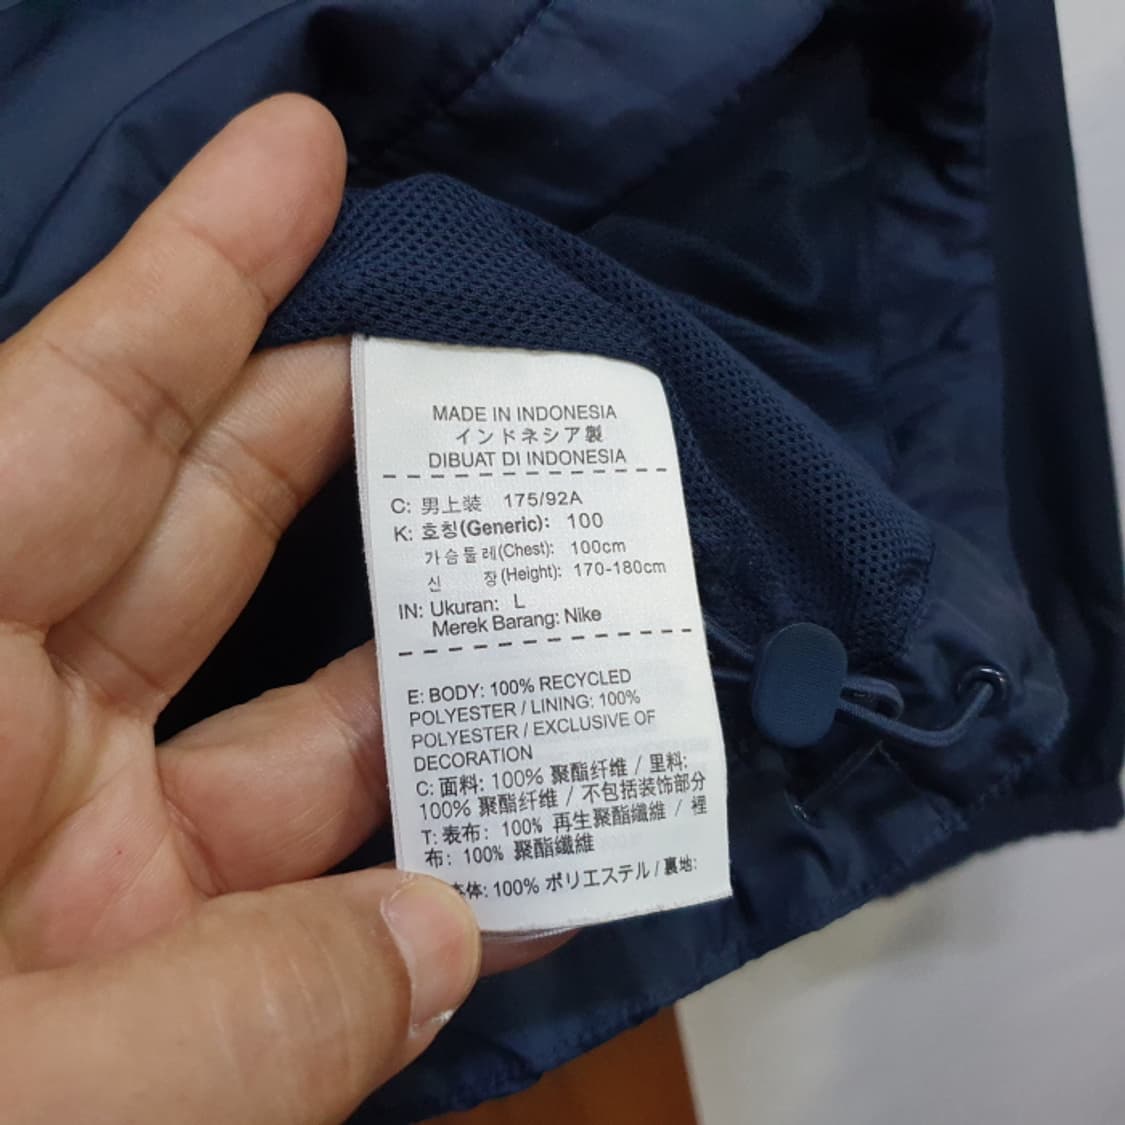 MADE IN INDONESIA
インドネシア製
DIBUAT DI INDONESIA
C: 男上装 175/92A
K: 호칭(Generic): 100
가슴둘레(Chest): 100cm
신 장(Height): 170-180cm
IN: Ukuran: L
Merek Barang: Nike
E: BODY: 100% RECYCLED
POLYESTER / LINING: 100%
POLYESTER / EXCLUSIVE OF
DECORATION
C: 面料: 100% 聚酯纤维 / 里料:
100% 聚酯纤维 / 不包括装饰部分
T: 表布: 100% 再生聚酯纖維 / 裡
布: 100% 聚酯纖維
本体: 100% ポリエステル / 裏地: